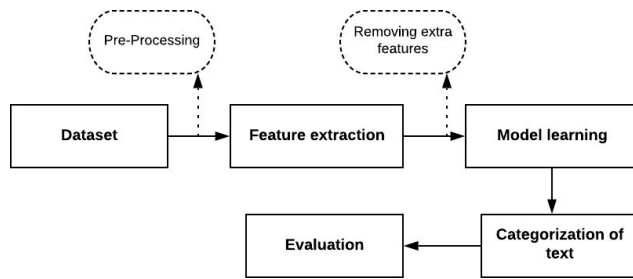 Pre-Processing
Removing extra
features
Dataset
Feature extraction
Model learning
Evaluation
Categorization of
text